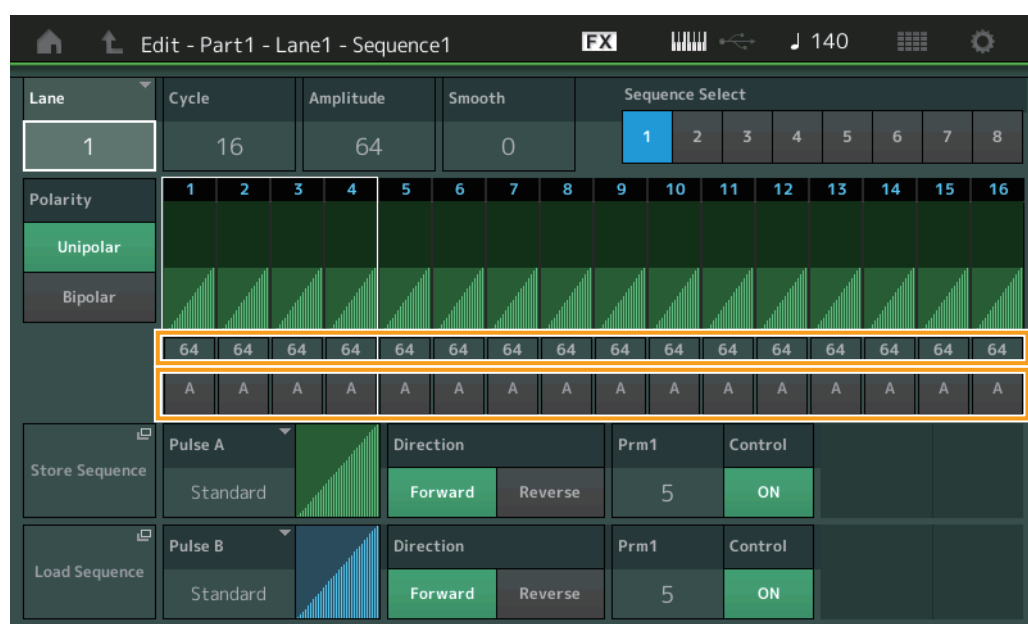 Edit - Part1 - Lane1 - Sequence1 FX 140
Lane Cycle Amplitude Smooth Sequence Select
1 16 64 0 1 2 3 4 5 6 7 8
Polarity 1 2 3 4 5 6 7 8 9 10 11 12 13 14 15 16
Unipolar
Bipolar
64 64 64 64 64 64 64 64 64 64 64 64 64 64 64 64
A A A A A A A A A A A A A A A A
Store Sequence Pulse A Direction Prm1 Control
Standard Forward Reverse 5 ON
Load Sequence Pulse B Direction Prm1 Control
Standard Forward Reverse 5 ON